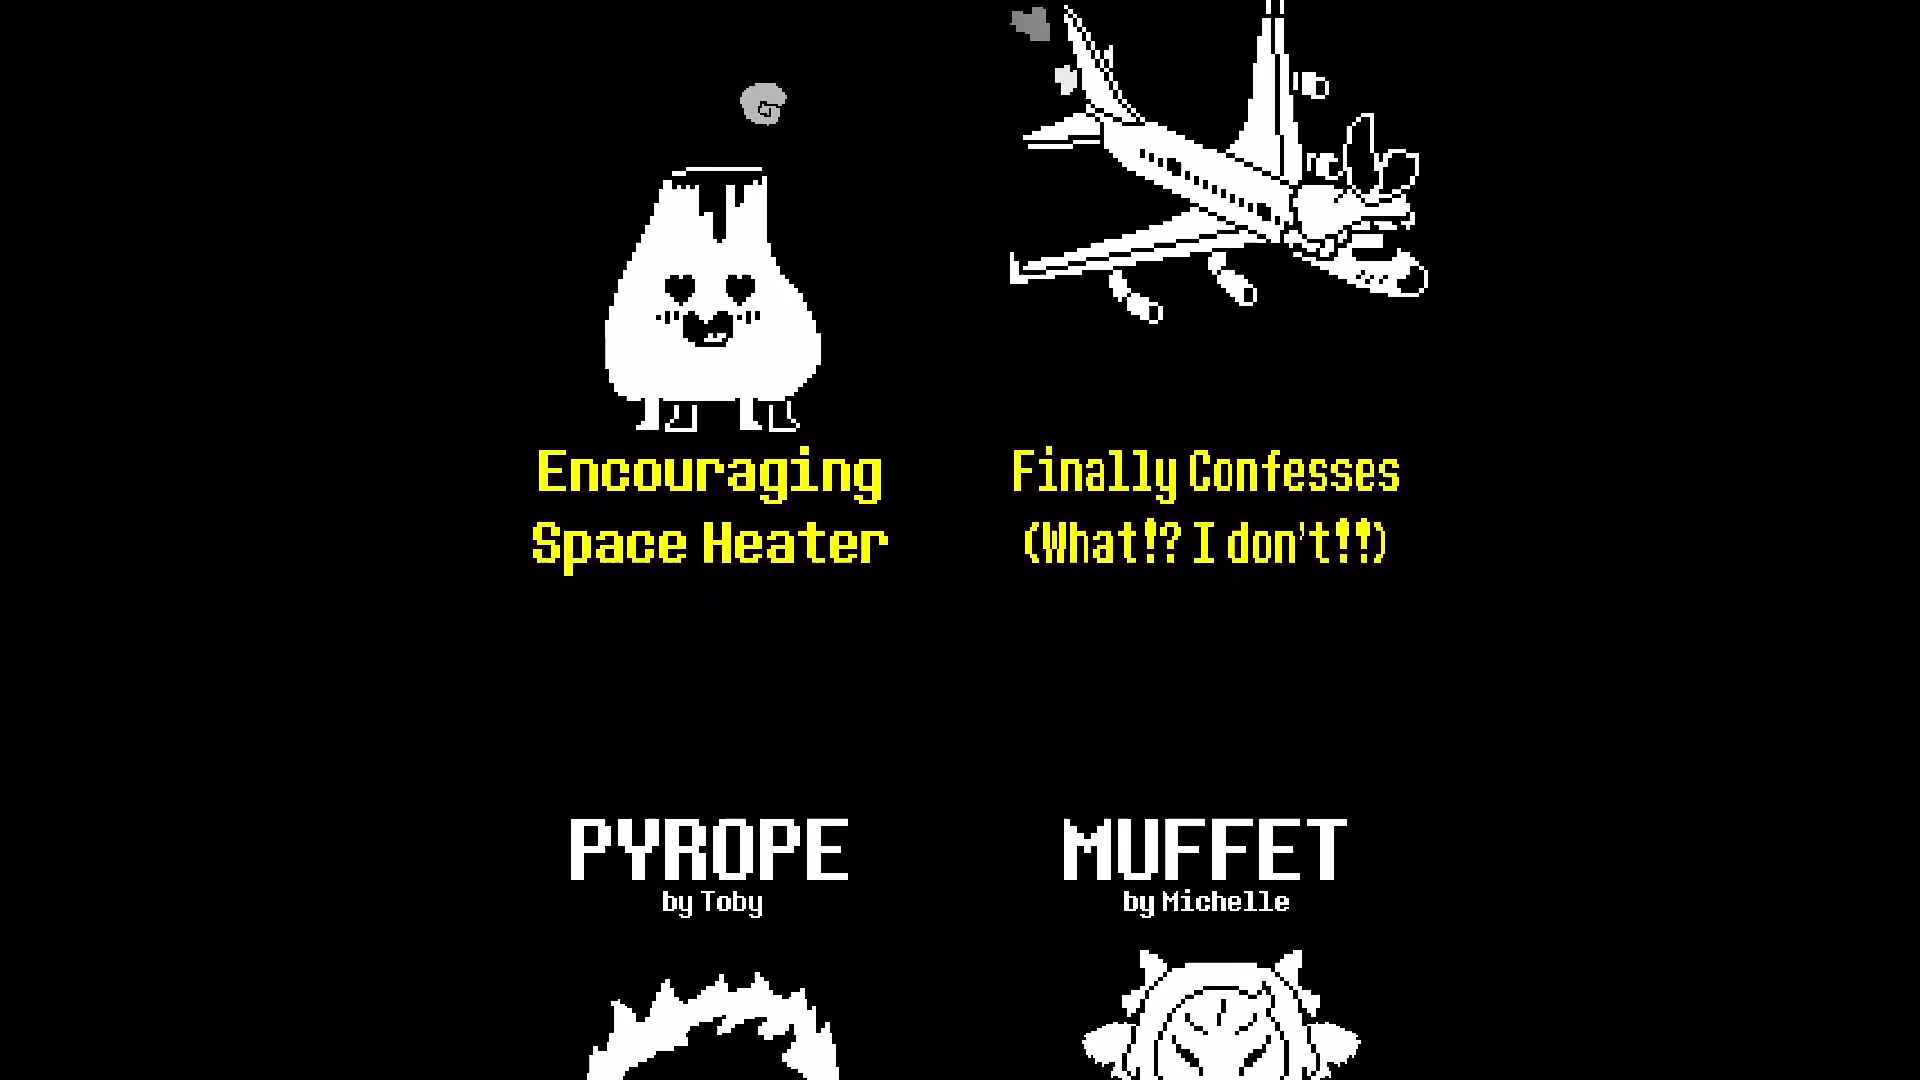 Encouraging
Space Heater
Finally Confesses
(What!? I don't!!)
PYROPE
by Toby
MUFFET
by Michelle